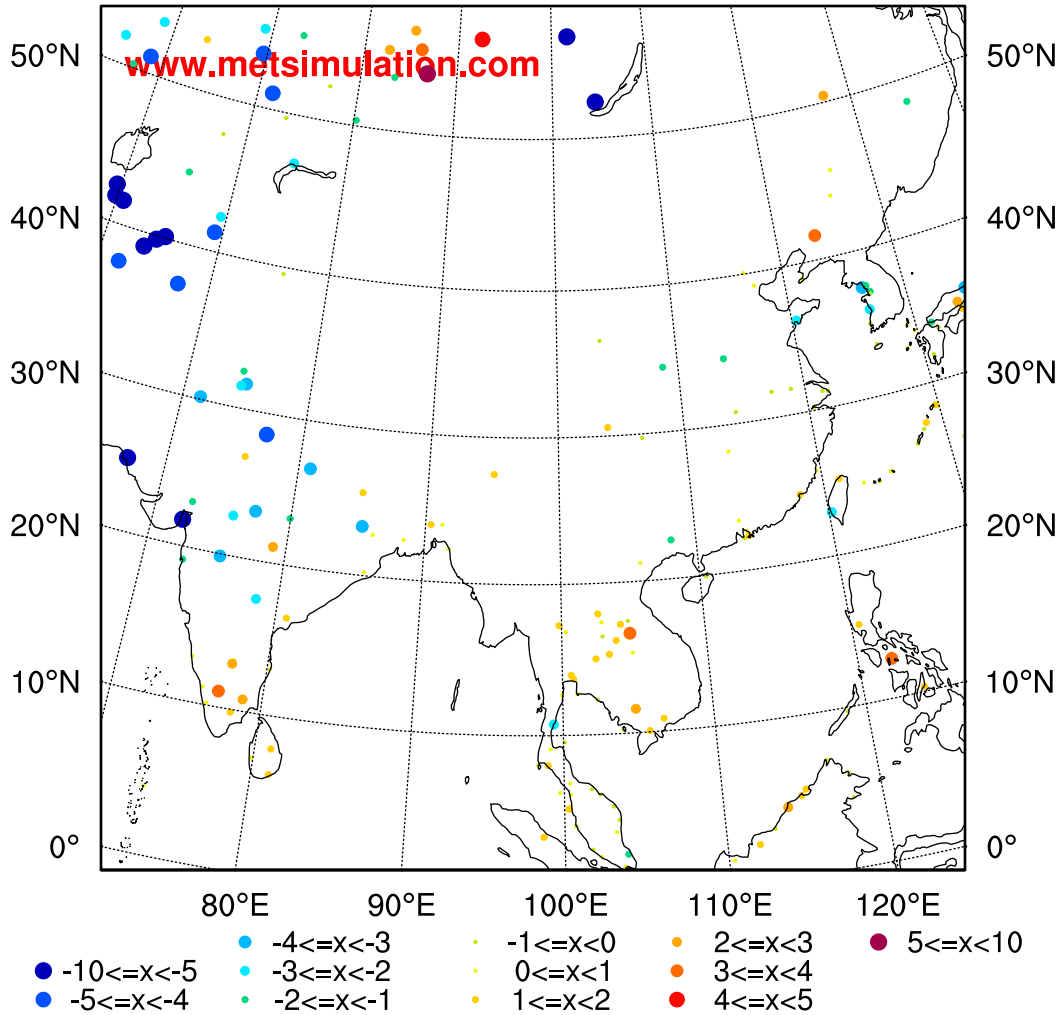 50°N 50°N
www.metsimulation.com
40°N 40°N
30°N 30°N
20°N 20°N
10°N 10°N
0° 0°
80°E 90°E 100°E 110°E 120°E
-4<=x<-3 -1<=x<0 2<=x<3 5<=x<10
-10<=x<-5 -3<=x<-2 0<=x<1 3<=x<4
-5<=x<-4 -2<=x<-1 1<=x<2 4<=x<5